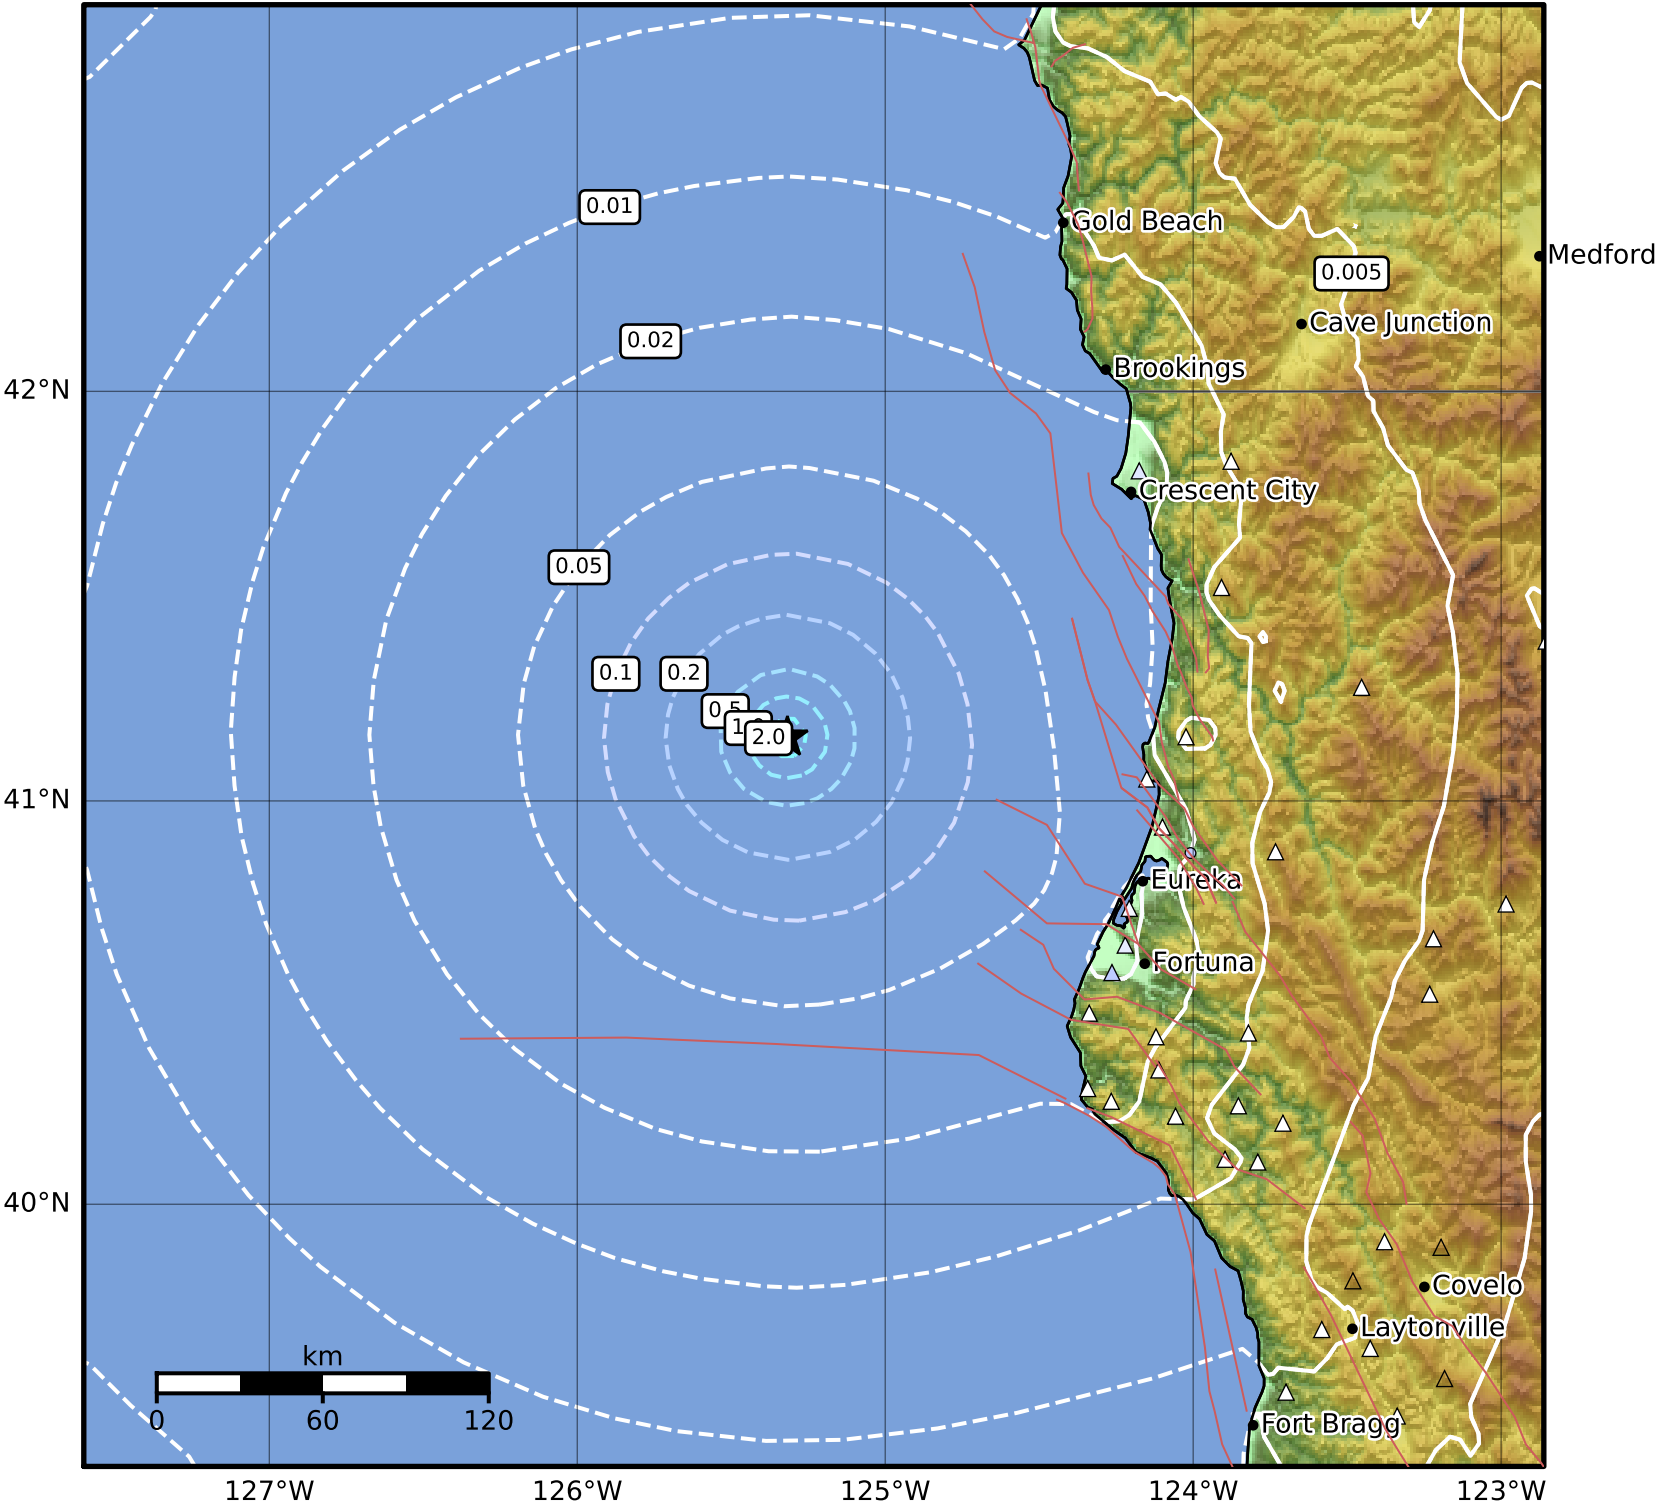 0.01
Gold Beach
Medford
0.005
Cave Junction
0.02
Brookings
42°N
Crescent City
0.05
0.1
0.2
2.0
41°N
Eureka
Fortuna
40°N
Covelo
Laytonville
km
0 60 120
Fort Bragg
127°W 126°W 125°W 124°W 123°W